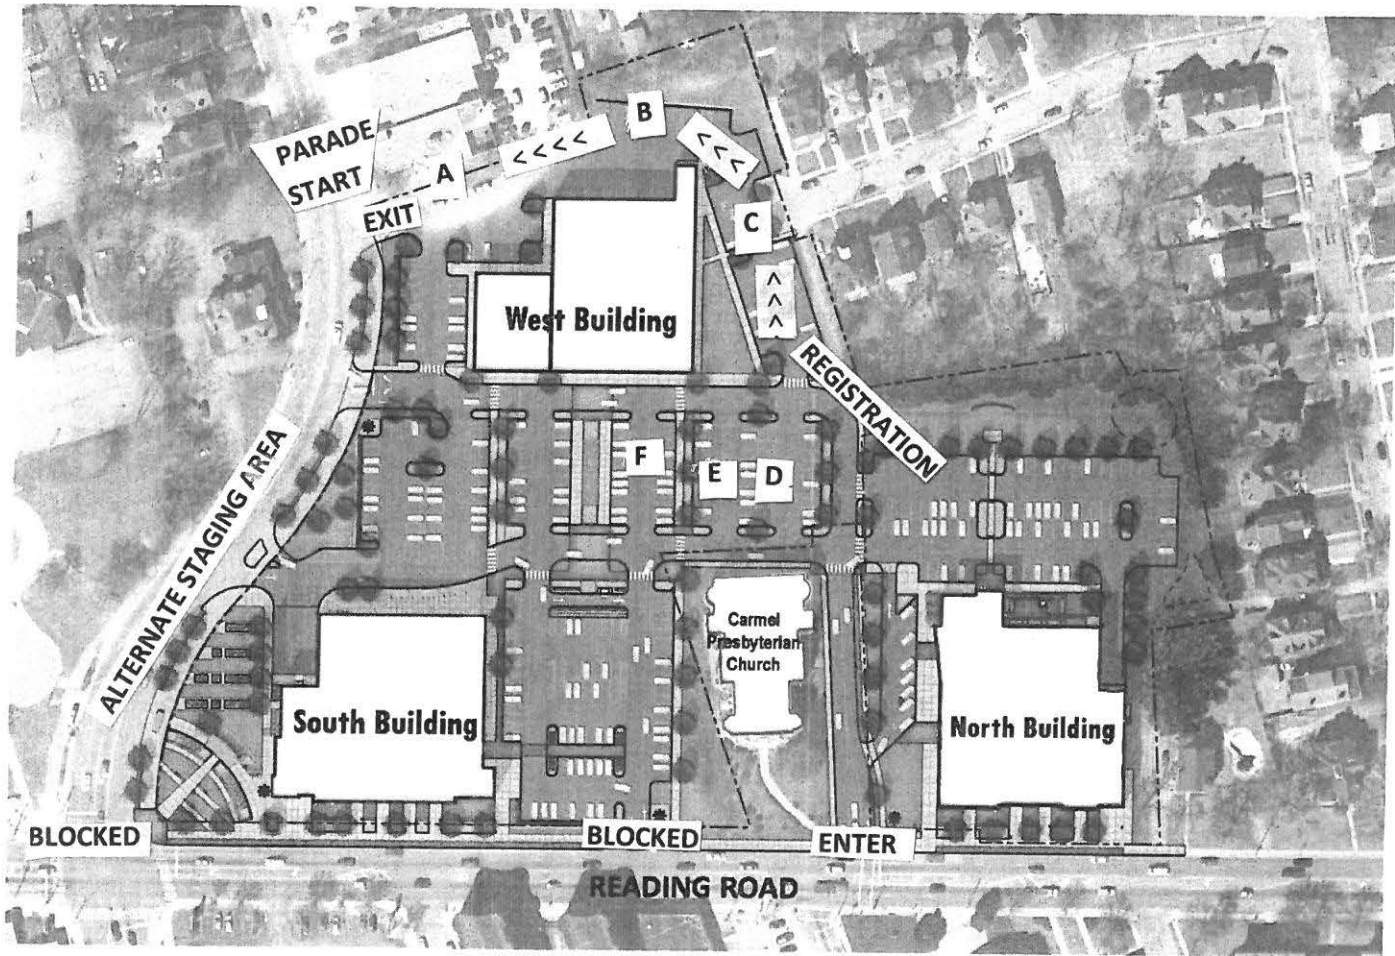 PARADE
START
B
<<<<
<<<
A
EXIT
C
<<<
West Building
REGISTRATION
ALTERNATE STAGING AREA
F
E
D
Carmel
Presbyterian
Church
South Building
North Building
BLOCKED
BLOCKED
ENTER
READING ROAD